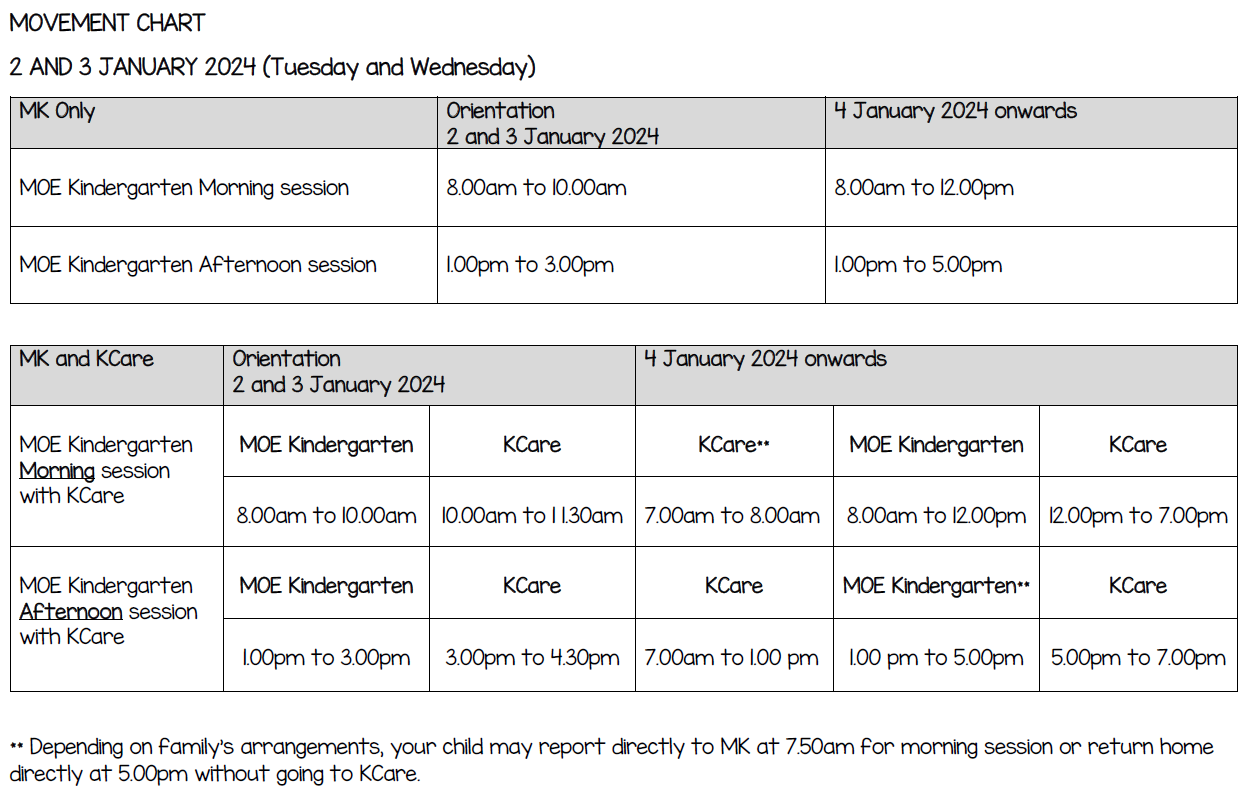 MOVEMENT CHART
2 AND 3 JANUARY 2024 (Tuesday and Wednesday)
MK Only
Orientation
2 and 3 January 2024
4 January 2024 onwards
MOE Kindergarten Morning session
8.00am to 10.00am
8.00am to 12.00pm
MOE Kindergarten Afternoon session
1.00pm to 3.00pm
1.00pm to 5.00pm
MK and KCare
Orientation
2 and 3 January 2024
4 January 2024 onwards
MOE Kindergarten
Morning session
with KCare
MOE Kindergarten
KCare
KCare**
MOE Kindergarten
KCare
8.00am to 10.00am
10.00am to 11.30am
7.00am to 8.00am
8.00am to 12.00pm
12.00pm to 7.00pm
MOE Kindergarten
Afternoon session
with KCare
MOE Kindergarten
KCare
KCare
MOE Kindergarten**
KCare
1.00pm to 3.00pm
3.00pm to 4.30pm
7.00am to 1.00 pm
1.00 pm to 5.00pm
5.00pm to 7.00pm
** Depending on family's arrangements, your child may report directly to MK at 7.50am for morning session or return home
directly at 5.00pm without going to KCare.